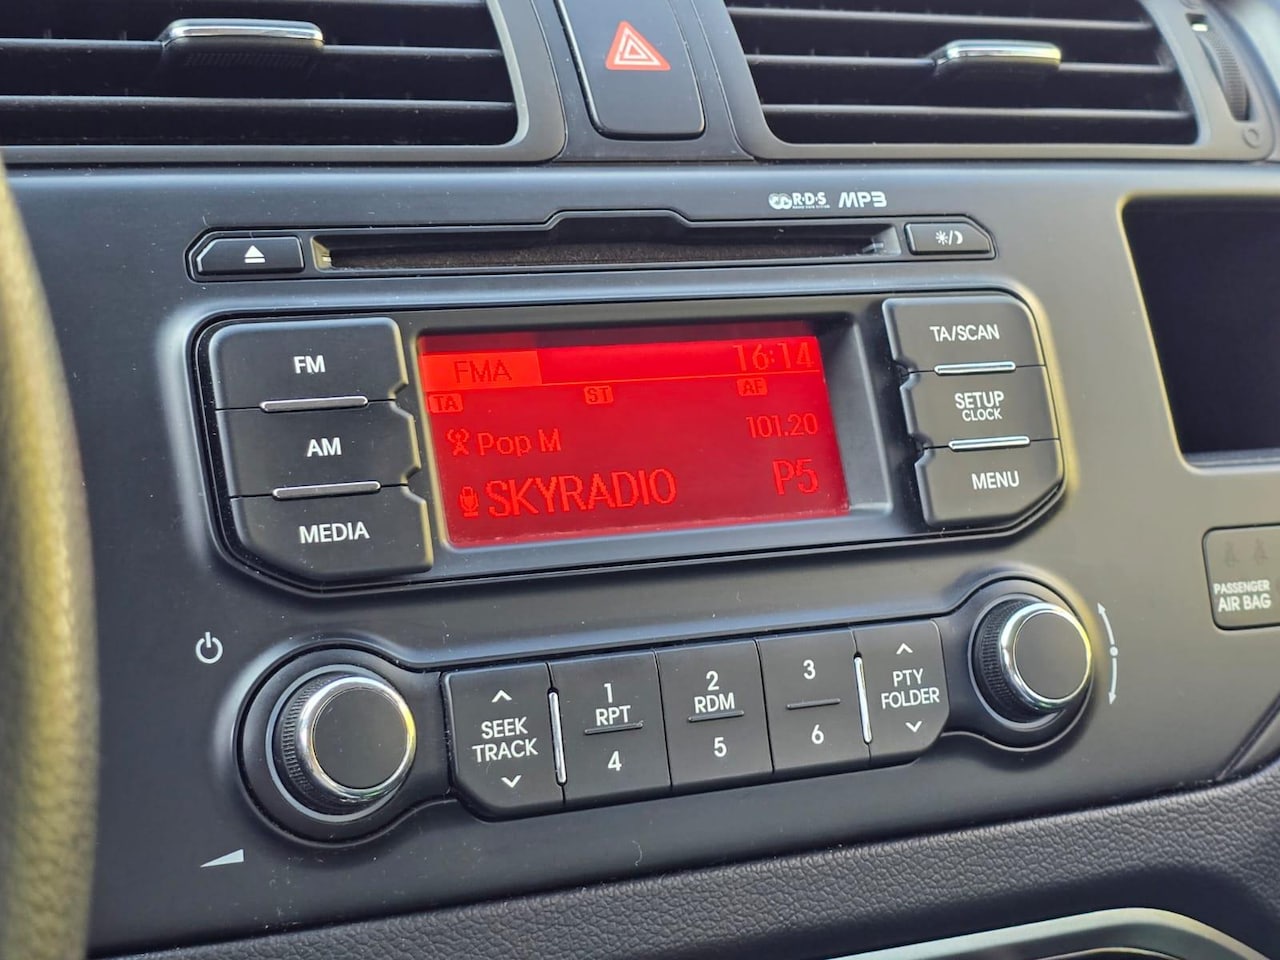 R·D·S MP3
FM
AM
MEDIA
FMA 16:14
TA ST AF
Pop M 101.20
SKYRADIO P5
TA/SCAN
SETUP
CLOCK
MENU
SEEK
TRACK
1
RPT
4
2
RDM
5
3
6
PTY
FOLDER
PASSENGER
AIR BAG